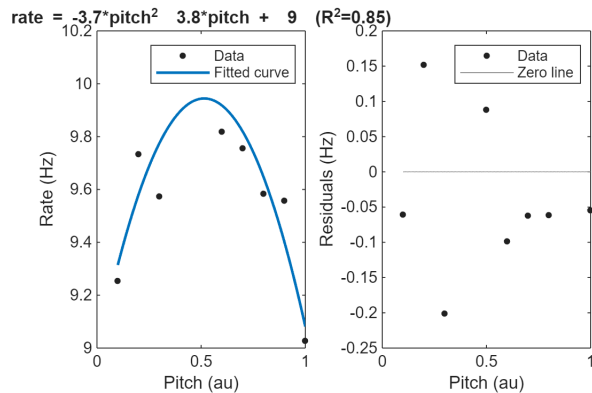 rate = -3.7*pitch² 3.8*pitch + 9 (R²=0.85)
10.2
10
9.8
9.6
9.4
9.2
9
0 0.5 1
Rate (Hz)
Pitch (au)
Data
Fitted curve
0.2
0.15
0.1
0.05
0
-0.05
-0.1
-0.15
-0.2
-0.25
0 0.5 1
Residuals (Hz)
Pitch (au)
Data
Zero line